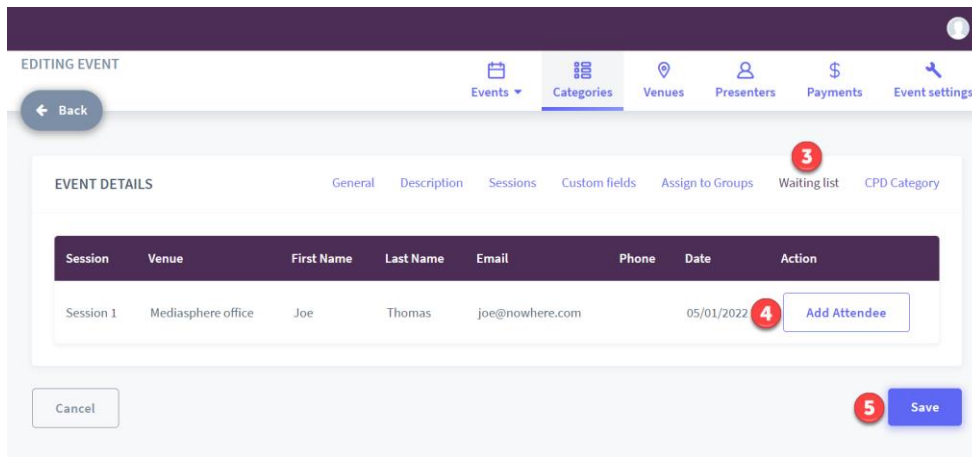 EDITING EVENT
Events Categories Venues Presenters Payments Event settings
Back
3
EVENT DETAILS General Description Sessions Custom fields Assign to Groups Waiting list CPD Category
Session Venue First Name Last Name Email Phone Date Action
Session 1 Mediasphere office Joe Thomas joe@nowhere.com 05/01/2022 4 Add Attendee
Cancel 5 Save